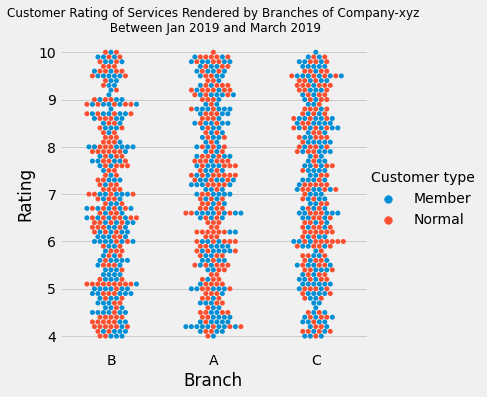 Customer Rating of Services Rendered by Branches of Company-xyz
Between Jan 2019 and March 2019
10
9
8
7
6
5
4
Rating
B A C
Branch
Customer type
Member
Normal